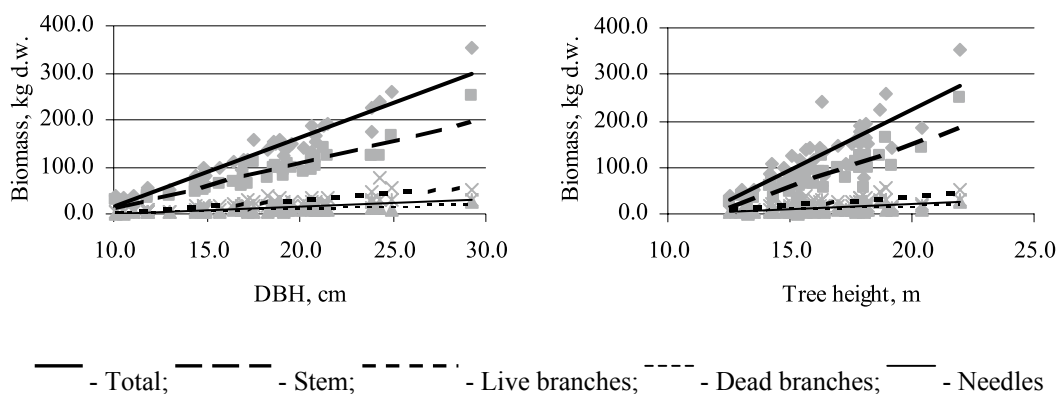 Biomass, kg d.w.
400.0
300.0
200.0
100.0
0.0
10.0 15.0 20.0 25.0 30.0
DBH, cm
Biomass, kg d.w.
400.0
300.0
200.0
100.0
0.0
10.0 15.0 20.0 25.0
Tree height, m
- Total; - Stem; - Live branches; - Dead branches; - Needles